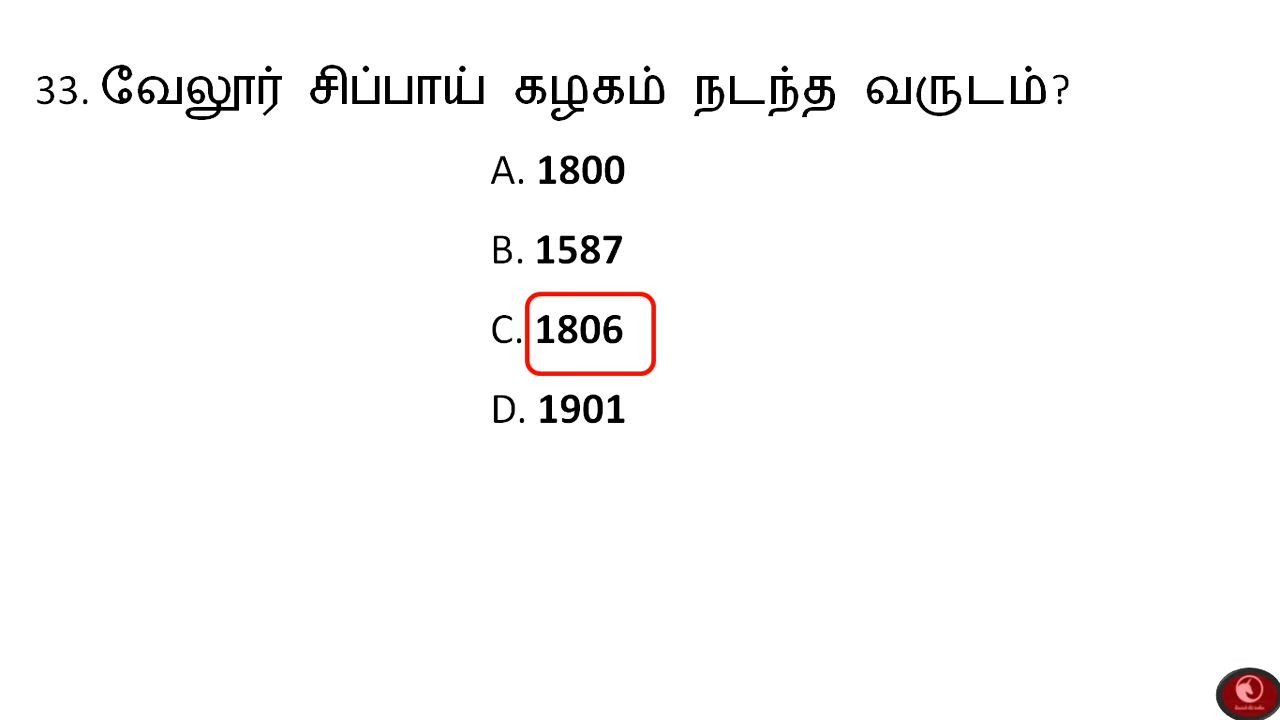 33. வேலூர் சிப்பாய் கழகம் நடந்த வருடம்?
A. 1800
B. 1587
C. 1806
D. 1901